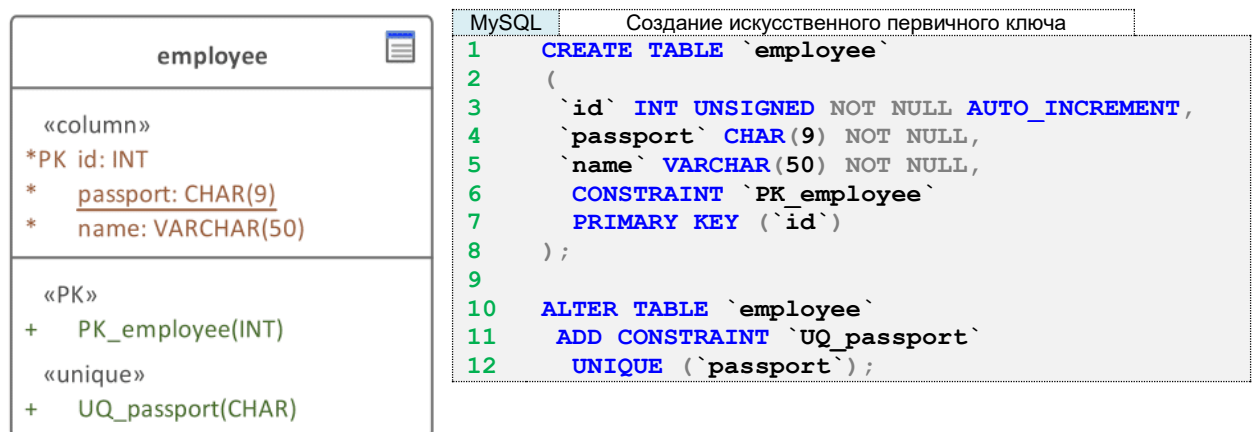 employee
«column»
*PK id: INT
* passport: CHAR(9)
* name: VARCHAR(50)
«PK»
+ PK_employee(INT)
«unique»
+ UQ_passport(CHAR)
MySQL Создание искусственного первичного ключа
1 CREATE TABLE `employee`
2 (
3 `id` INT UNSIGNED NOT NULL AUTO_INCREMENT,
4 `passport` CHAR(9) NOT NULL,
5 `name` VARCHAR(50) NOT NULL,
6 CONSTRAINT `PK_employee`
7 PRIMARY KEY (`id`)
8 );
9
10 ALTER TABLE `employee`
11 ADD CONSTRAINT `UQ_passport`
12 UNIQUE (`passport`);